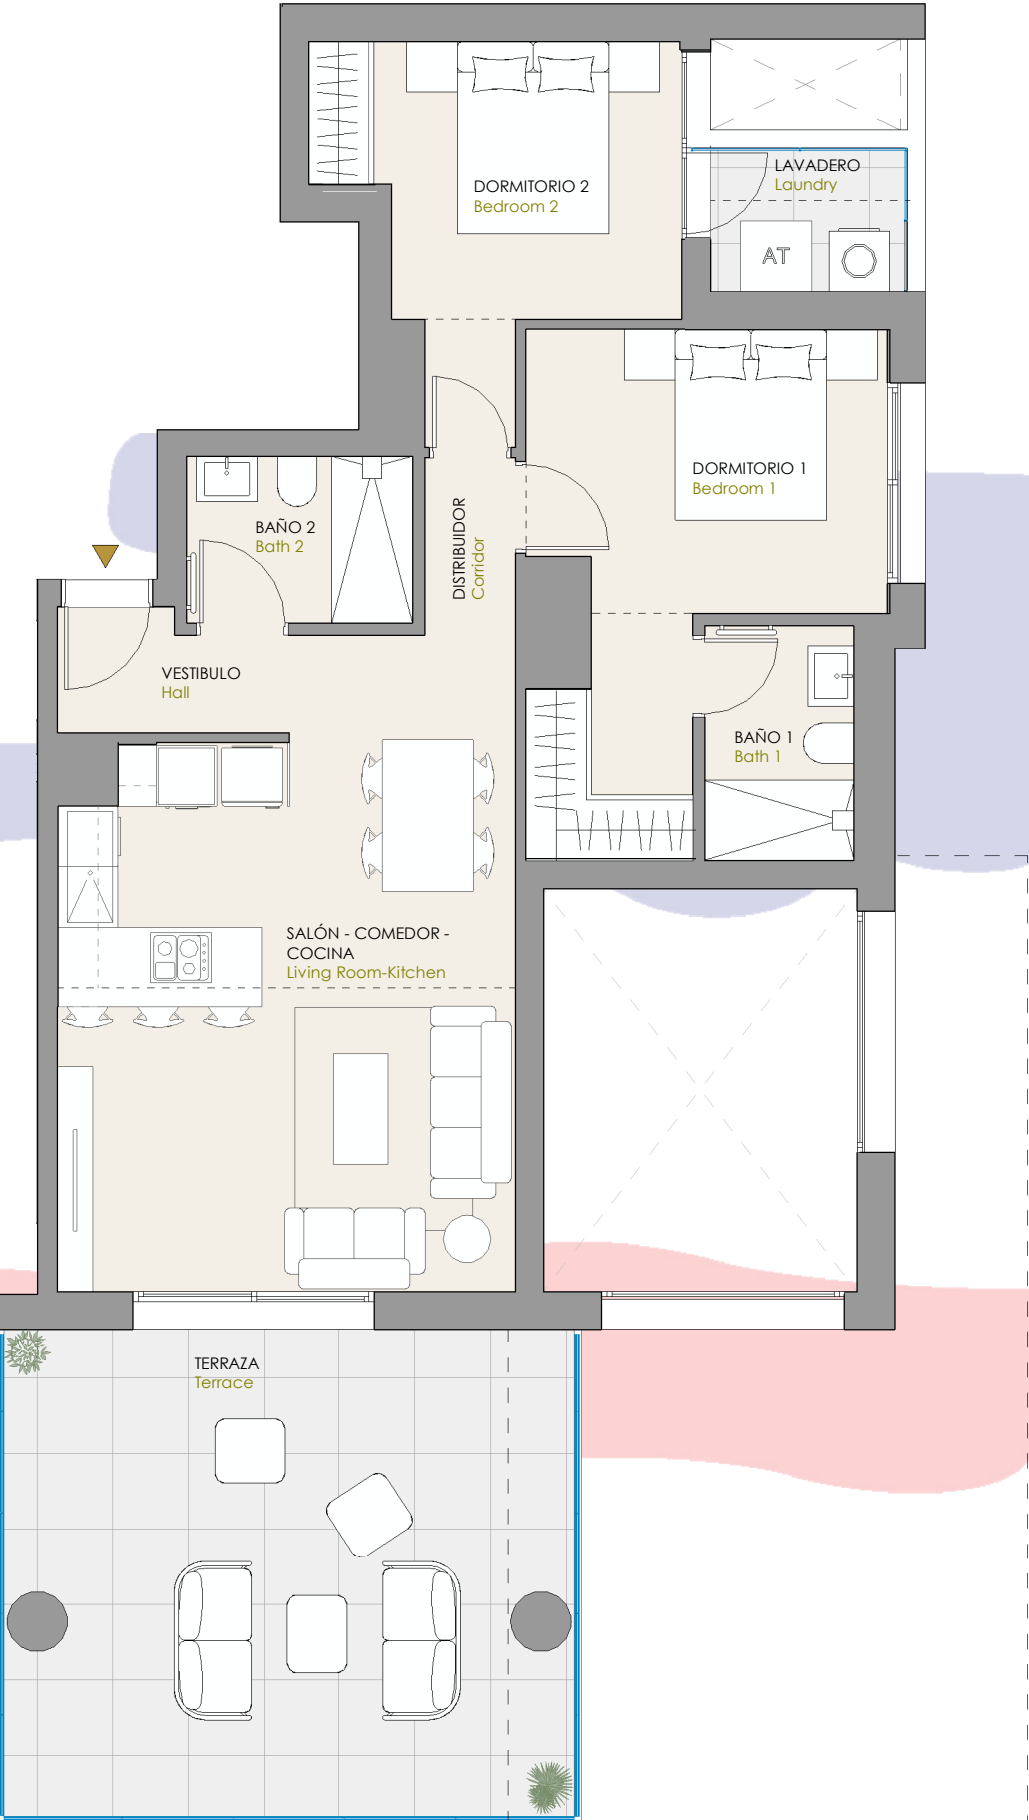 LAVADERO
Laundry
DORMITORIO 2
Bedroom 2
AT
DORMITORIO 1
Bedroom 1
BAÑO 2
Bath 2
DISTRIBUIDOR
Corridor
VESTIBULO
Hall
BAÑO 1
Bath 1
SALÓN - COMEDOR -
COCINA
Living Room-Kitchen
TERRAZA
Terrace